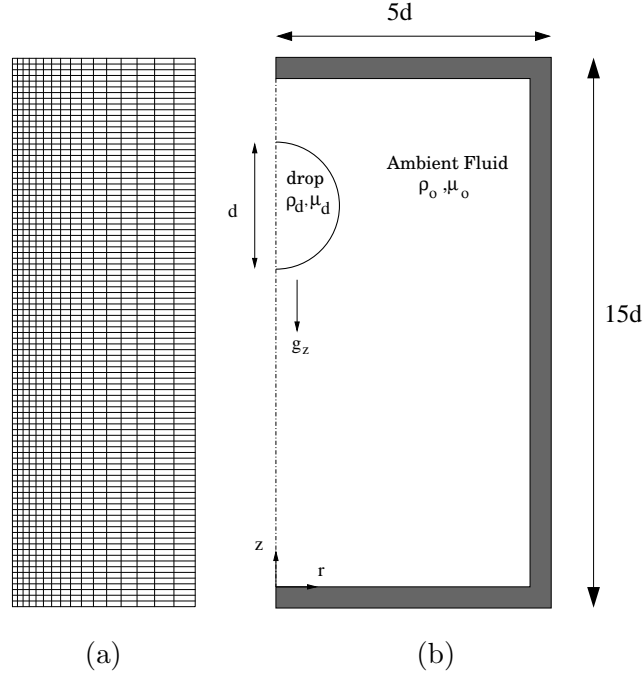 5d
Ambient Fluid
ρo ,μo
drop
ρd,μd
d
15d
gz
z
r
(a)
(b)